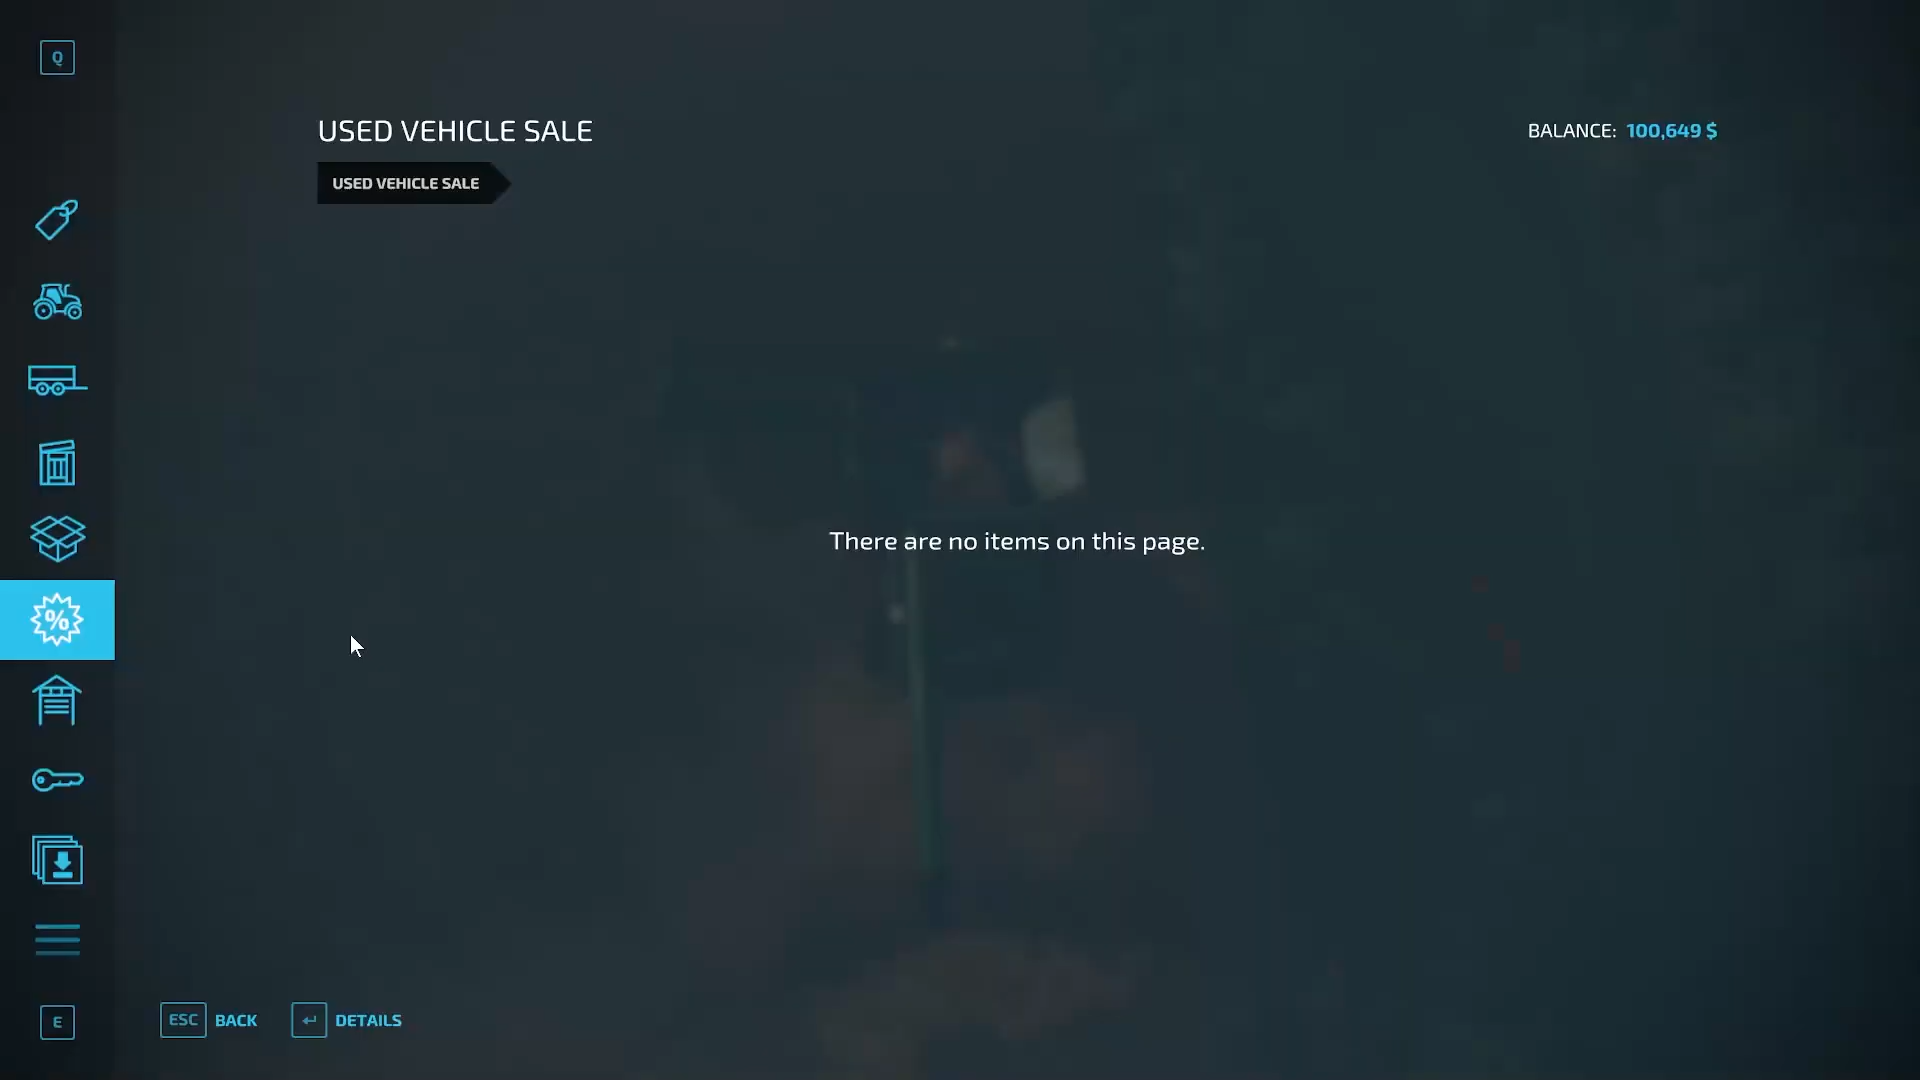 Q
USED VEHICLE SALE
BALANCE: 100,649 $
USED VEHICLE SALE
There are no items on this page.
%
E
ESC BACK ↵ DETAILS